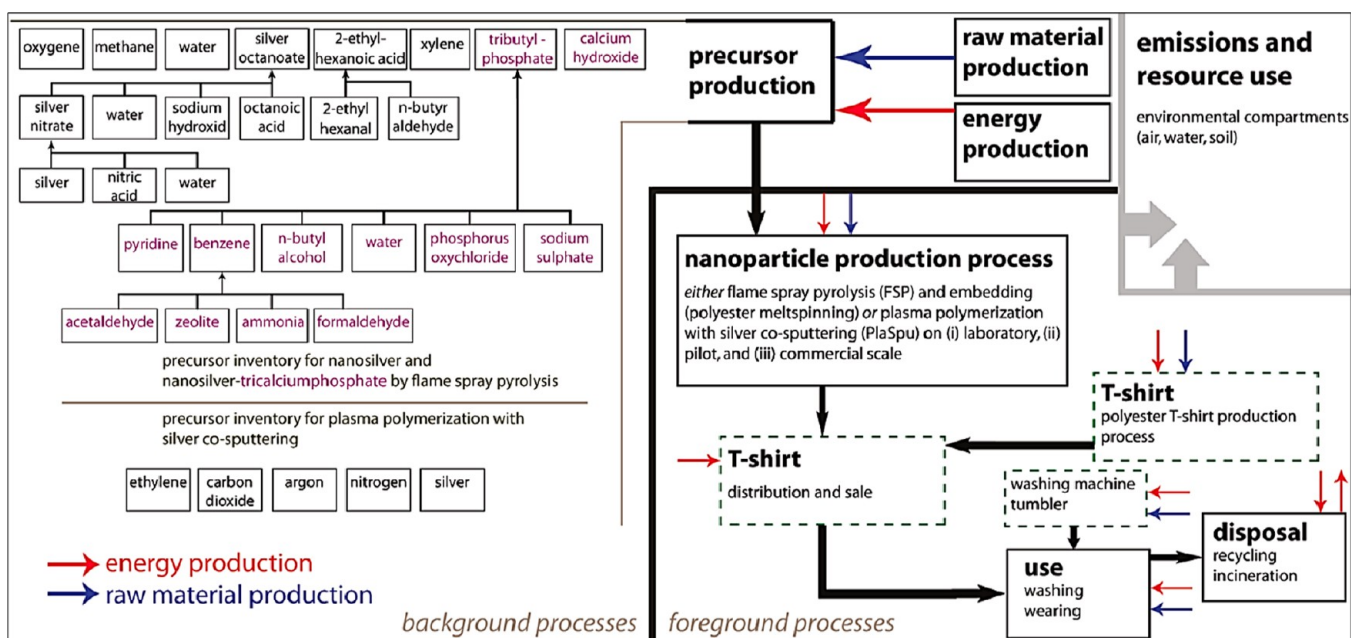 oxygene
methane
water
silver
octanoate
2-ethyl-
hexanoic acid
xylene
tributyl -
phosphate
calcium
hydroxide
silver
nitrate
water
sodium
hydroxid
octanoic
acid
2-ethyl
hexanal
n-butyr
aldehyde
silver
nitric
acid
water
pyridine
benzene
n-butyl
alcohol
water
phosphorus
oxychloride
sodium
sulphate
acetaldehyde
zeolite
ammonia
formaldehyde
precursor inventory for nanosilver and
nanosilver-tricalciumphosphate by flame spray pyrolysis
precursor inventory for plasma polymerization with
silver co-sputtering
ethylene
carbon
dioxide
argon
nitrogen
silver
energy production
raw material production
background processes
precursor
production
raw material
production
energy
production
emissions and
resource use
environmental compartments
(air, water, soil)
nanoparticle production process
either flame spray pyrolysis (FSP) and embedding
(polyester meltspinning) or plasma polymerization
with silver co-sputtering (PlaSpu) on (i) laboratory, (ii)
pilot, and (iii) commercial scale
T-shirt
polyester T-shirt production
process
T-shirt
distribution and sale
washing machine
tumbler
use
washing
wearing
disposal
recycling
incineration
foreground processes